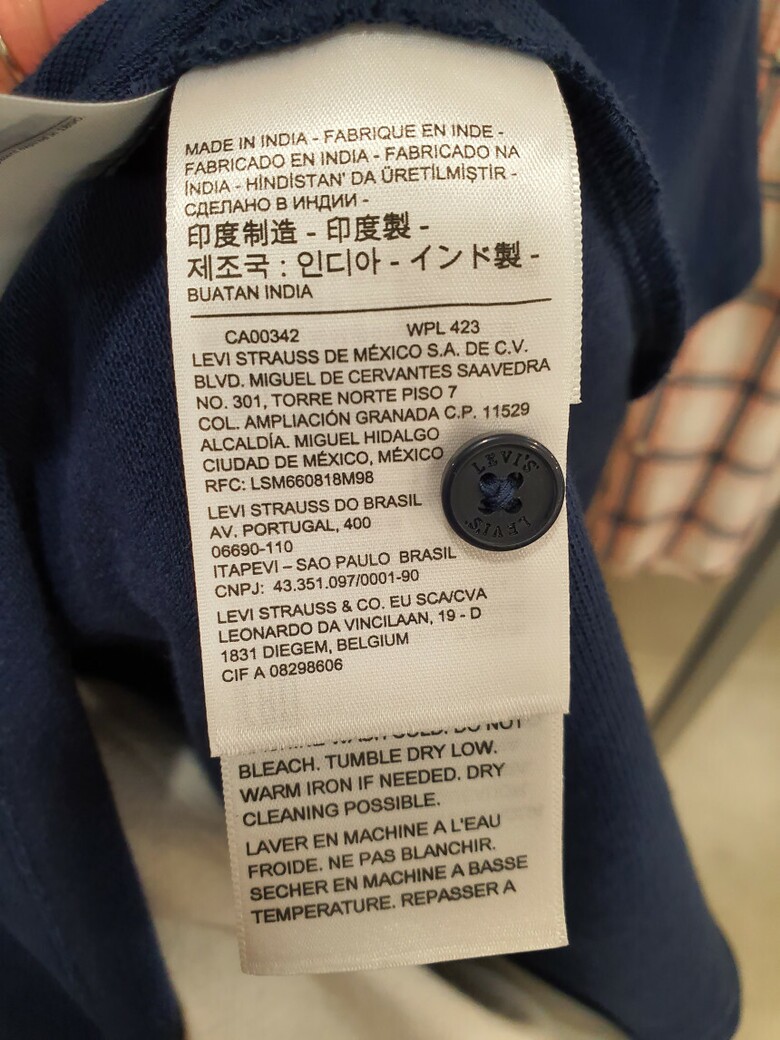 MADE IN INDIA - FABRIQUE EN INDE -
FABRICADO EN INDIA - FABRICADO NA
ÍNDIA - HİNDİSTAN' DA ÜRETİLMİŞTİR -
СДЕЛАНО В ИНДИИ -
印度制造 - 印度製 -
제조국 : 인디아 - インド製 -
BUATAN INDIA
CA00342 WPL 423
LEVI STRAUSS DE MÉXICO S.A. DE C.V.
BLVD. MIGUEL DE CERVANTES SAAVEDRA
NO. 301, TORRE NORTE PISO 7
COL. AMPLIACIÓN GRANADA C.P. 11529
ALCALDÍA. MIGUEL HIDALGO
CIUDAD DE MÉXICO, MÉXICO
RFC: LSM660818M98
LEVI STRAUSS DO BRASIL
AV. PORTUGAL, 400
06690-110
ITAPEVI – SAO PAULO BRASIL
CNPJ: 43.351.097/0001-90
LEVI STRAUSS & CO. EU SCA/CVA
LEONARDO DA VINCILAAN, 19 - D
1831 DIEGEM, BELGIUM
CIF A 08298606
LEVI'S
LEVI'S
WASH COLD. DO NOT
BLEACH. TUMBLE DRY LOW.
WARM IRON IF NEEDED. DRY
CLEANING POSSIBLE.
LAVER EN MACHINE A L'EAU
FROIDE. NE PAS BLANCHIR.
SECHER EN MACHINE A BASSE
TEMPERATURE. REPASSER A